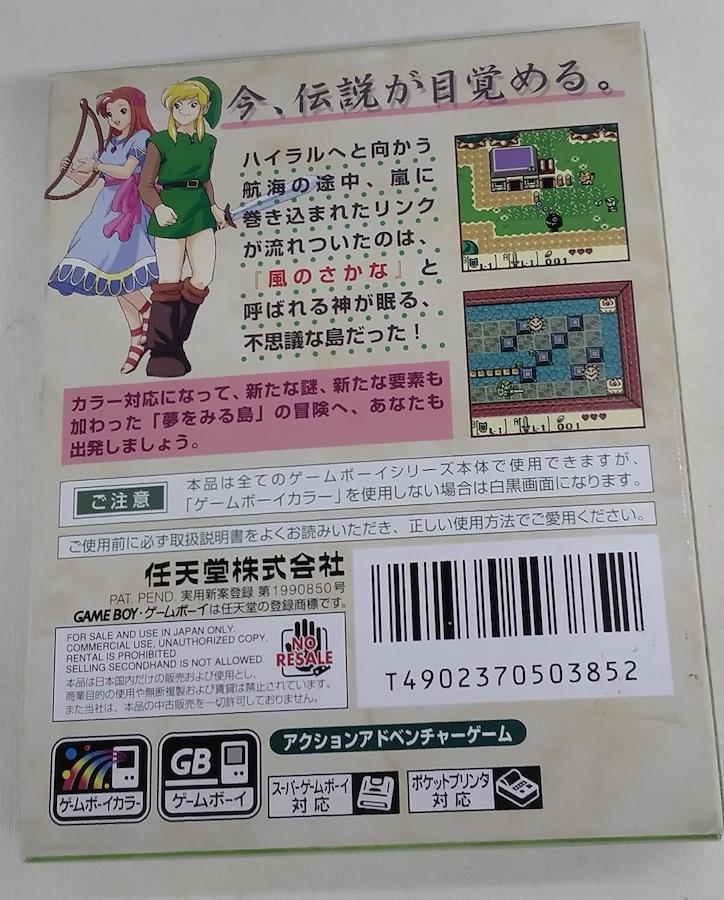 今、伝説が目覚める。
ハイラルへと向かう
航海の途中、嵐に
巻き込まれたリンク
が流れついたのは、
『風のさかな』と
呼ばれる神が眠る、
不思議な島だった！
カラー対応になって、新たな謎、新たな要素も
加わった「夢をみる島」の冒険へ、あなたも
出発しましょう。
ご注意
本品は全てのゲームボーイシリーズ本体で使用できますが、
「ゲームボーイカラー」を使用しない場合は白黒画面になります。
ご使用前に必ず取扱説明書をよくお読みいただき、正しい使用方法でご愛用ください。
任天堂株式会社
PAT. PEND. 実用新案登録 第1990850号
GAME BOY・ゲームボーイは任天堂の登録商標です。
FOR SALE AND USE IN JAPAN ONLY.
COMMERCIAL USE, UNAUTHORIZED COPY,
RENTAL IS PROHIBITED.
SELLING SECONDHAND IS NOT ALLOWED.
本品は日本国内だけの販売および使用とし、
商業目的の使用や無断複製および賃貸は禁止されています。
また当社は、本品の中古販売を一切許可しておりません。
NO
RESALE
T4902370503852
アクションアドベンチャーゲーム
ゲームボーイカラー
GB
ゲームボーイ
スーパーゲームボーイ
対応
ポケットプリンタ
対応